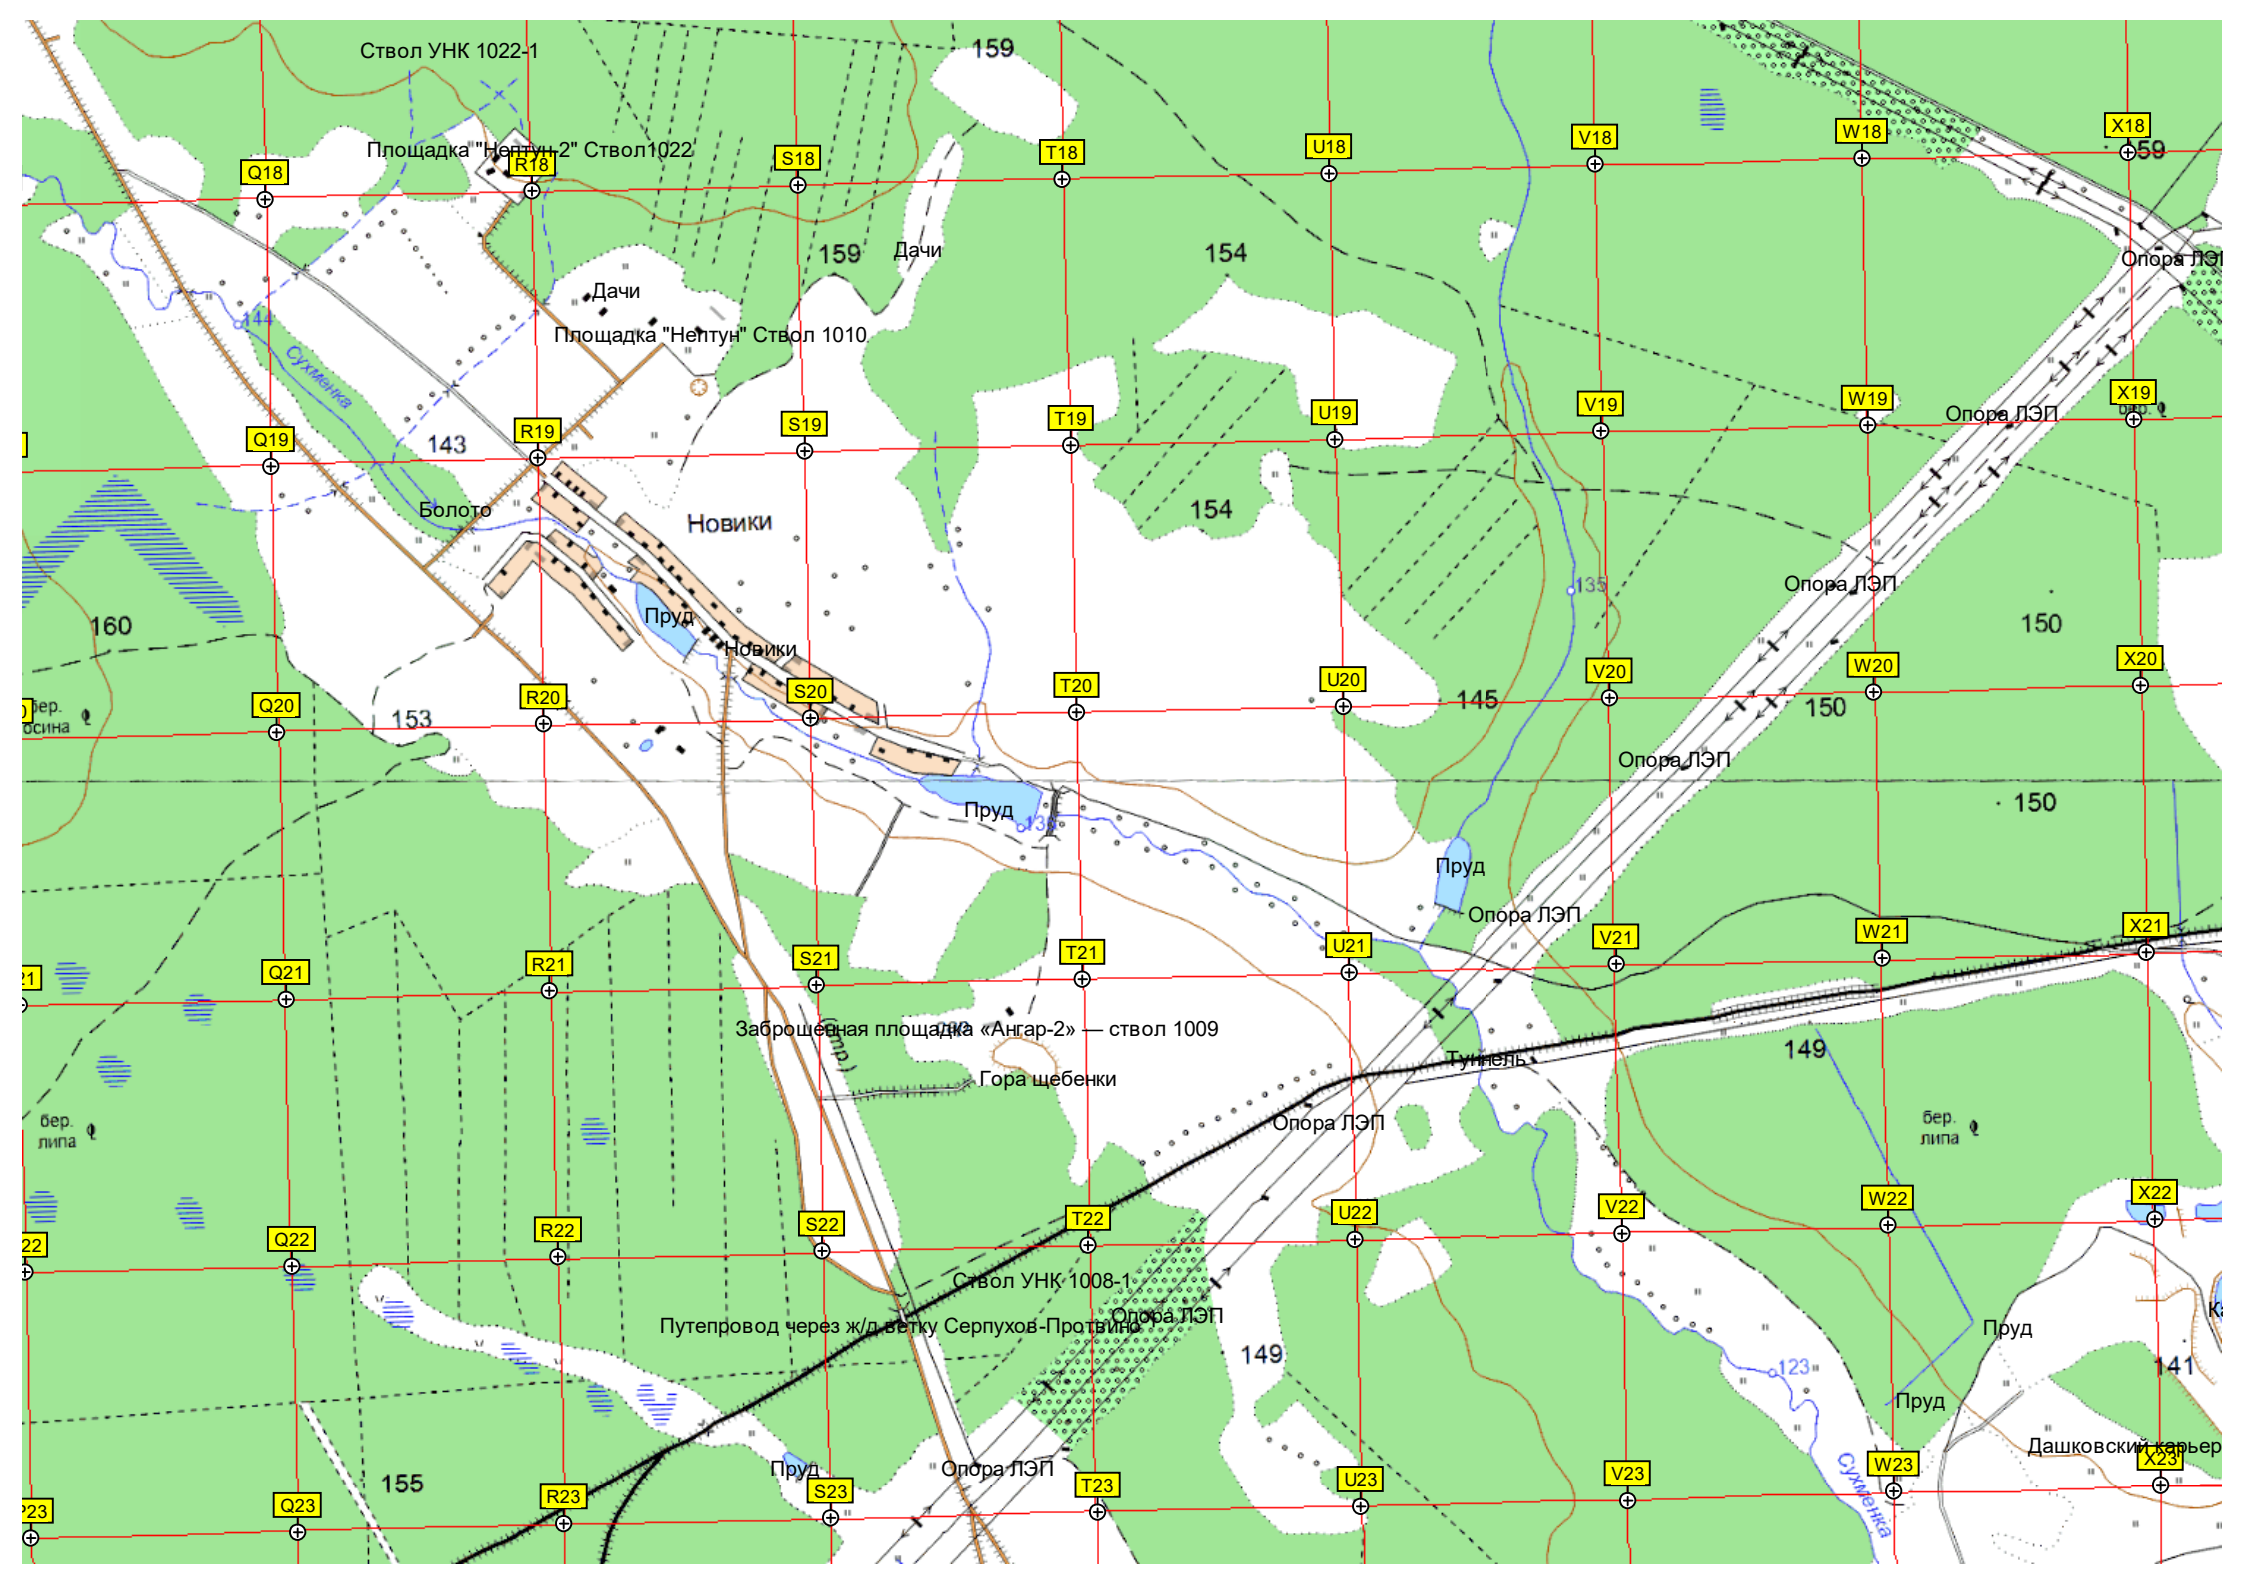 Ствол УНК 1022-1
159
X18
159
V18
W18
Площадка "Нептун-2" Ствол1022
R18
S18
T18
U18
Q18
Дачи
159
154
Опора ЛЭП
Дачи
144
Площадка "Нептун" Ствол 1010
Сухменка
X19
бер.
W19
V19
Опора ЛЭП
U19
T19
S19
R19
Q19
143
Болото
Новики
154
Опора ЛЭП
135
Пруд
160
150
Новики
X20
W20
V20
U20
T20
S20
R20
Q20
бер.
осина
153
145
150
Опора ЛЭП
150
Пруд
Пруд
Опора ЛЭП
X21
W21
V21
U21
T21
S21
R21
Q21
21
Заброшенная площадка «Ангар-2» — ствол 1009
(стр.)
Туннель
149
Гора щебенки
бер.
липа
Опора ЛЭП
бер.
липа
X22
W22
V22
U22
T22
S22
R22
Q22
22
Ствол УНК 1008-1
Опора ЛЭП
Путепровод через ж/д ветку Серпухов-Протвино
Пруд
149
123
141
Пруд
Дашковский карьер
Пруд
Опора ЛЭП
155
Сухменка
X23
W23
V23
U23
T23
S23
R23
Q23
P23